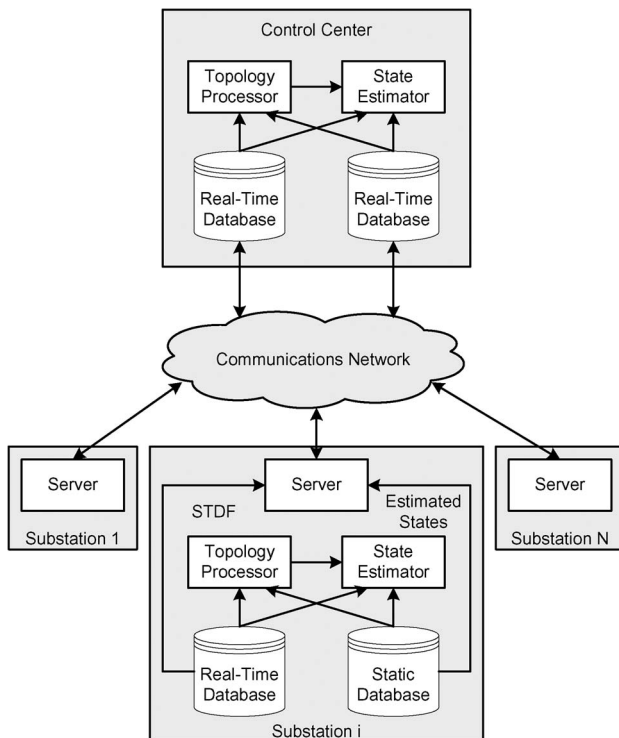 Control Center
Topology
Processor
State
Estimator
Real-Time
Database
Real-Time
Database
Communications Network
Server
Substation 1
Server
STDF
Estimated
States
Topology
Processor
State
Estimator
Real-Time
Database
Static
Database
Substation i
Server
Substation N